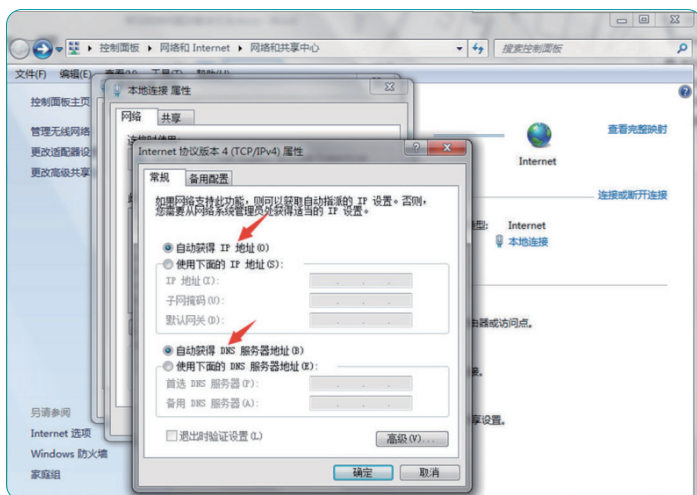 控制面板 ▸ 网络和 Internet ▸ 网络和共享中心
搜索控制面板
文件(F) 编辑(E)
控制面板主页
管理无线网络
更改适配器设
更改高级共享
另请参阅
Internet 选项
Windows 防火墙
家庭组
本地连接 属性
网络 共享
Internet 协议版本 4 (TCP/IPv4) 属性
常规 备用配置
如果网络支持此功能，则可以获取自动指派的 IP 设置。否则，
您需要从网络系统管理员处获得适当的 IP 设置。
自动获得 IP 地址(O)
使用下面的 IP 地址(S):
IP 地址(I):
子网掩码(U):
默认网关(D):
自动获得 DNS 服务器地址(B)
使用下面的 DNS 服务器地址(E):
首选 DNS 服务器(P):
备用 DNS 服务器(A):
退出时验证设置(L)
高级(V)...
确定 取消
查看完整映射
Internet
连接或断开连接
型: Internet
本地连接
由器或访问点。
接。
享设置。